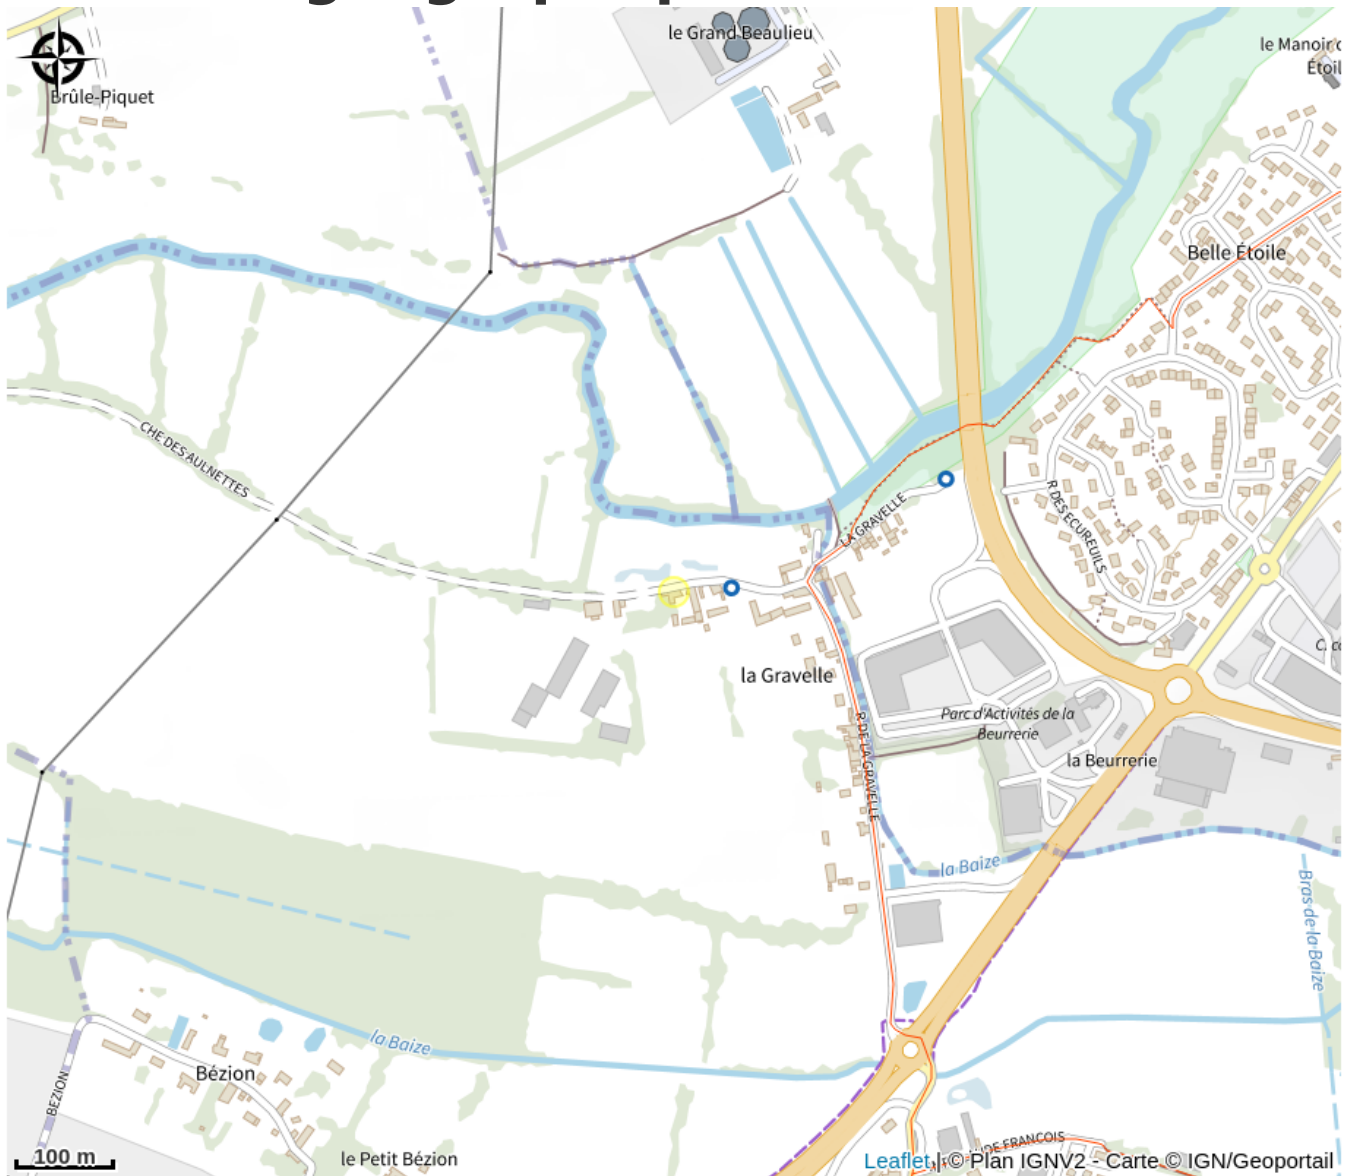 le Grand Beaulieu
le Manoir
Étoil
Brûle-Piquet
Belle Étoile
CHE DES AULNETTES
LA GRAVELLE
R DES ECUREUILS
la Gravelle
R DE LA GRAVELLE
Parc d'Activités de la
Beurrerie
la Beurrerie
la Baize
Bras de la Baize
la Baize
Bézion
BEZION
le Petit Bézion
DE FRANCOIS
100 m
Leaflet | © Plan IGNV2 - Carte © IGN/Geoportail